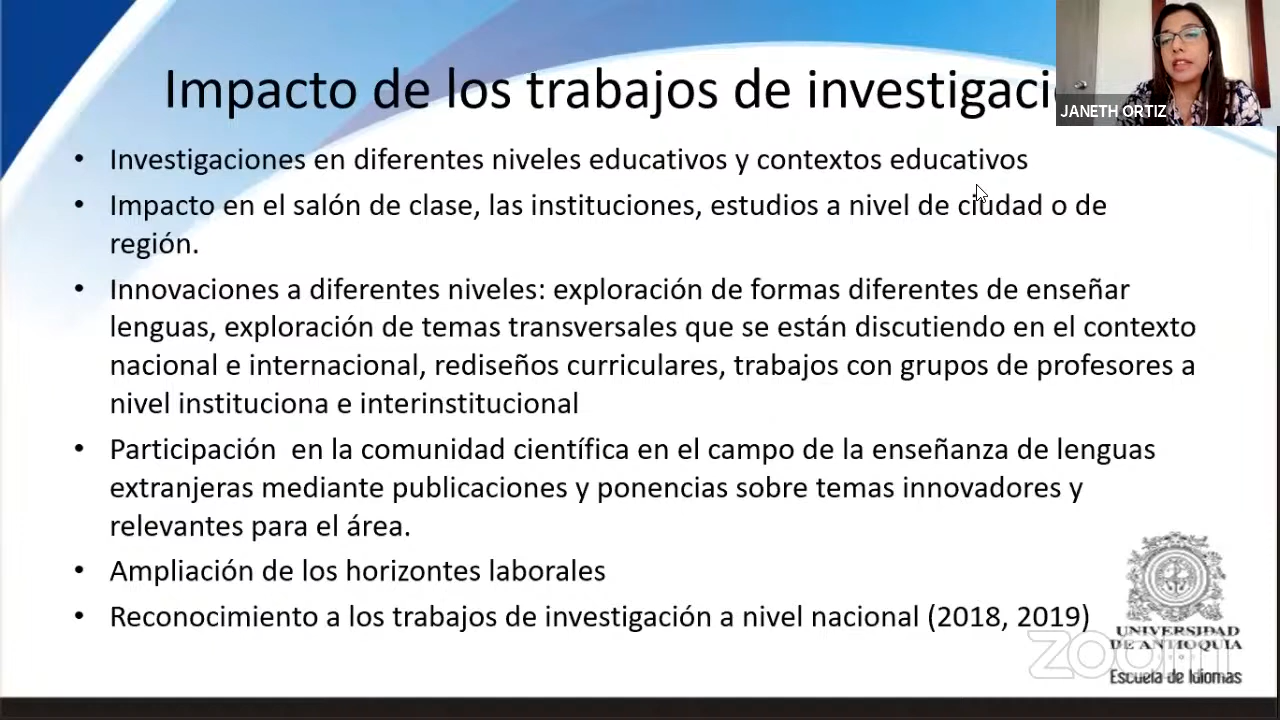 Impacto de los trabajos de investigaci
JANETH ORTIZ
• Investigaciones en diferentes niveles educativos y contextos educativos
• Impacto en el salón de clase, las instituciones, estudios a nivel de ciudad o de
región.
• Innovaciones a diferentes niveles: exploración de formas diferentes de enseñar
lenguas, exploración de temas transversales que se están discutiendo en el contexto
nacional e internacional, rediseños curriculares, trabajos con grupos de profesores a
nivel instituciona e interinstitucional
• Participación en la comunidad científica en el campo de la enseñanza de lenguas
extranjeras mediante publicaciones y ponencias sobre temas innovadores y
relevantes para el área.
• Ampliación de los horizontes laborales
• Reconocimiento a los trabajos de investigación a nivel nacional (2018, 2019)
UNIVERSIDAD
DE ANTIOQUIA
zoom
Escuela de Idiomas